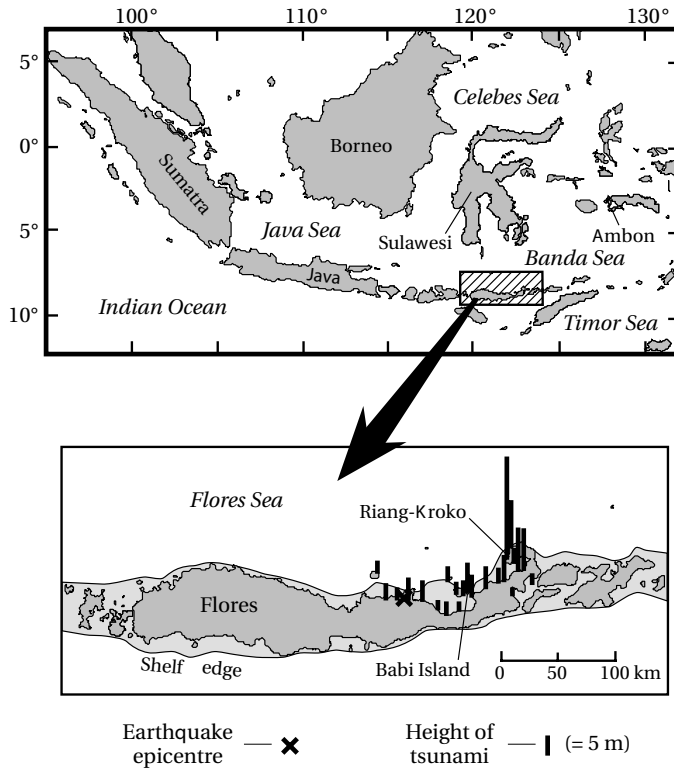 100° 110° 120° 130°
5°
Celebes Sea
0°
Borneo
Sumatra
Java Sea
Sulawesi
Ambon
5°
Banda Sea
Java
Indian Ocean
10°
Timor Sea
Flores Sea
Riang-Kroko
Flores
Shelf edge
Babi Island
0 50 100 km
Earthquake
epicentre
Height of
tsunami
(= 5 m)